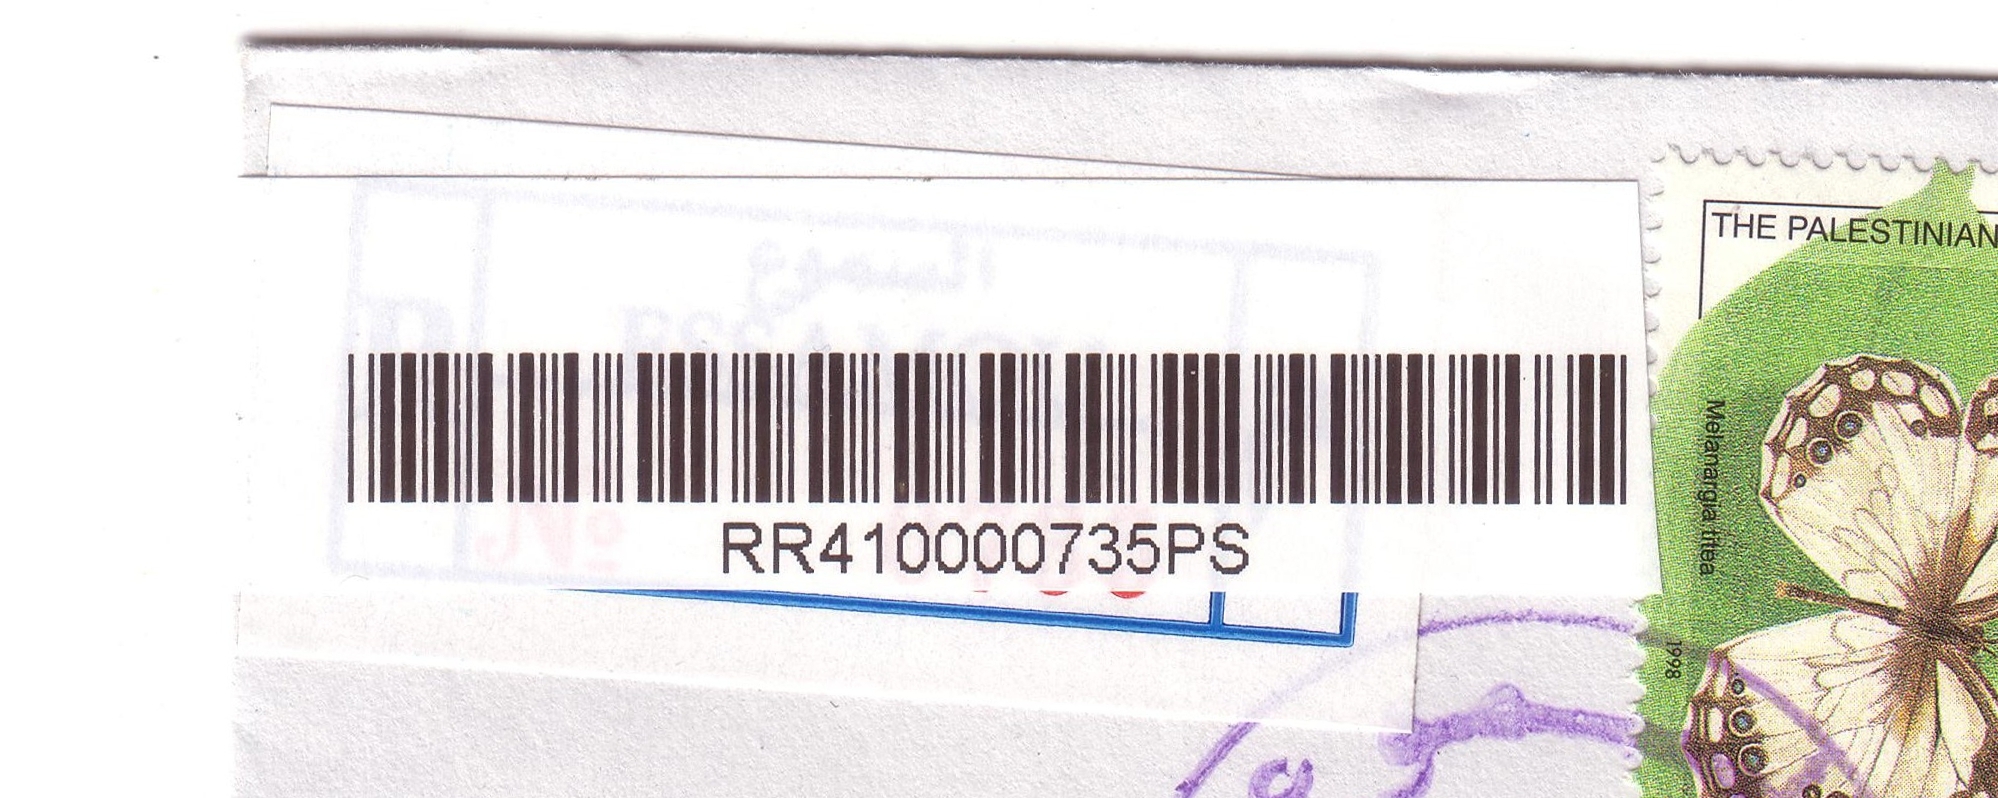 THE PALESTINIAN
RR410000735PS
Melanargia titea
1998